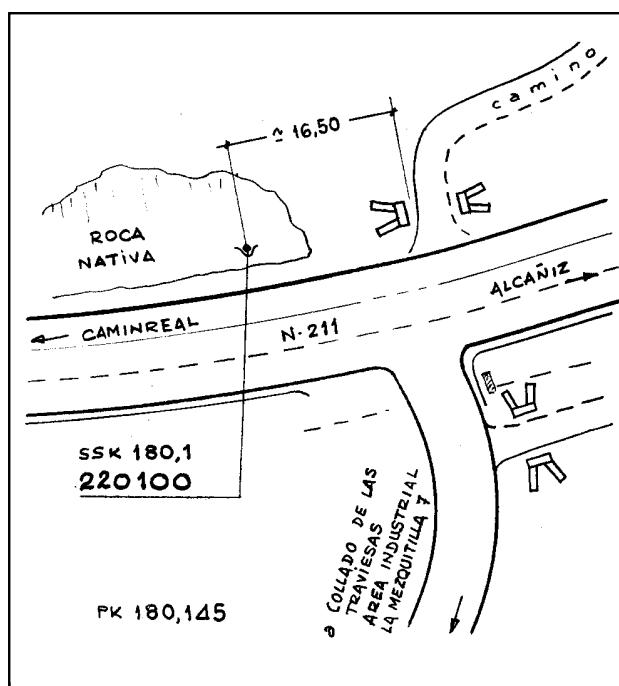 camino
≃ 16,50
ROCA
NATIVA
ALCAÑIZ
CAMINREAL
N-211
SSK 180,1
220100
a COLLADO DE LAS
TRAVIESAS
AREA INDUSTRIAL
LA MEZQUITILLA 7
PK 180,145